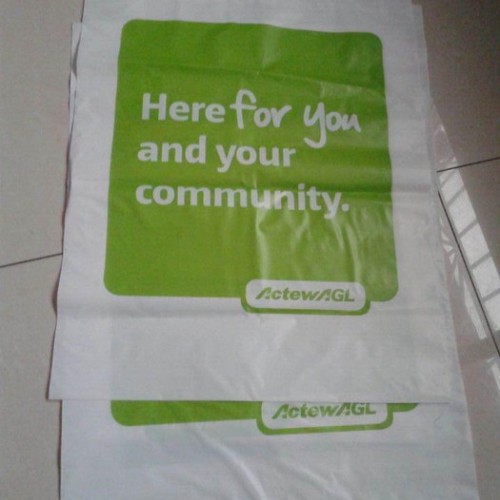 Here for you
and your
community.
ActewAGL
ActewAGL